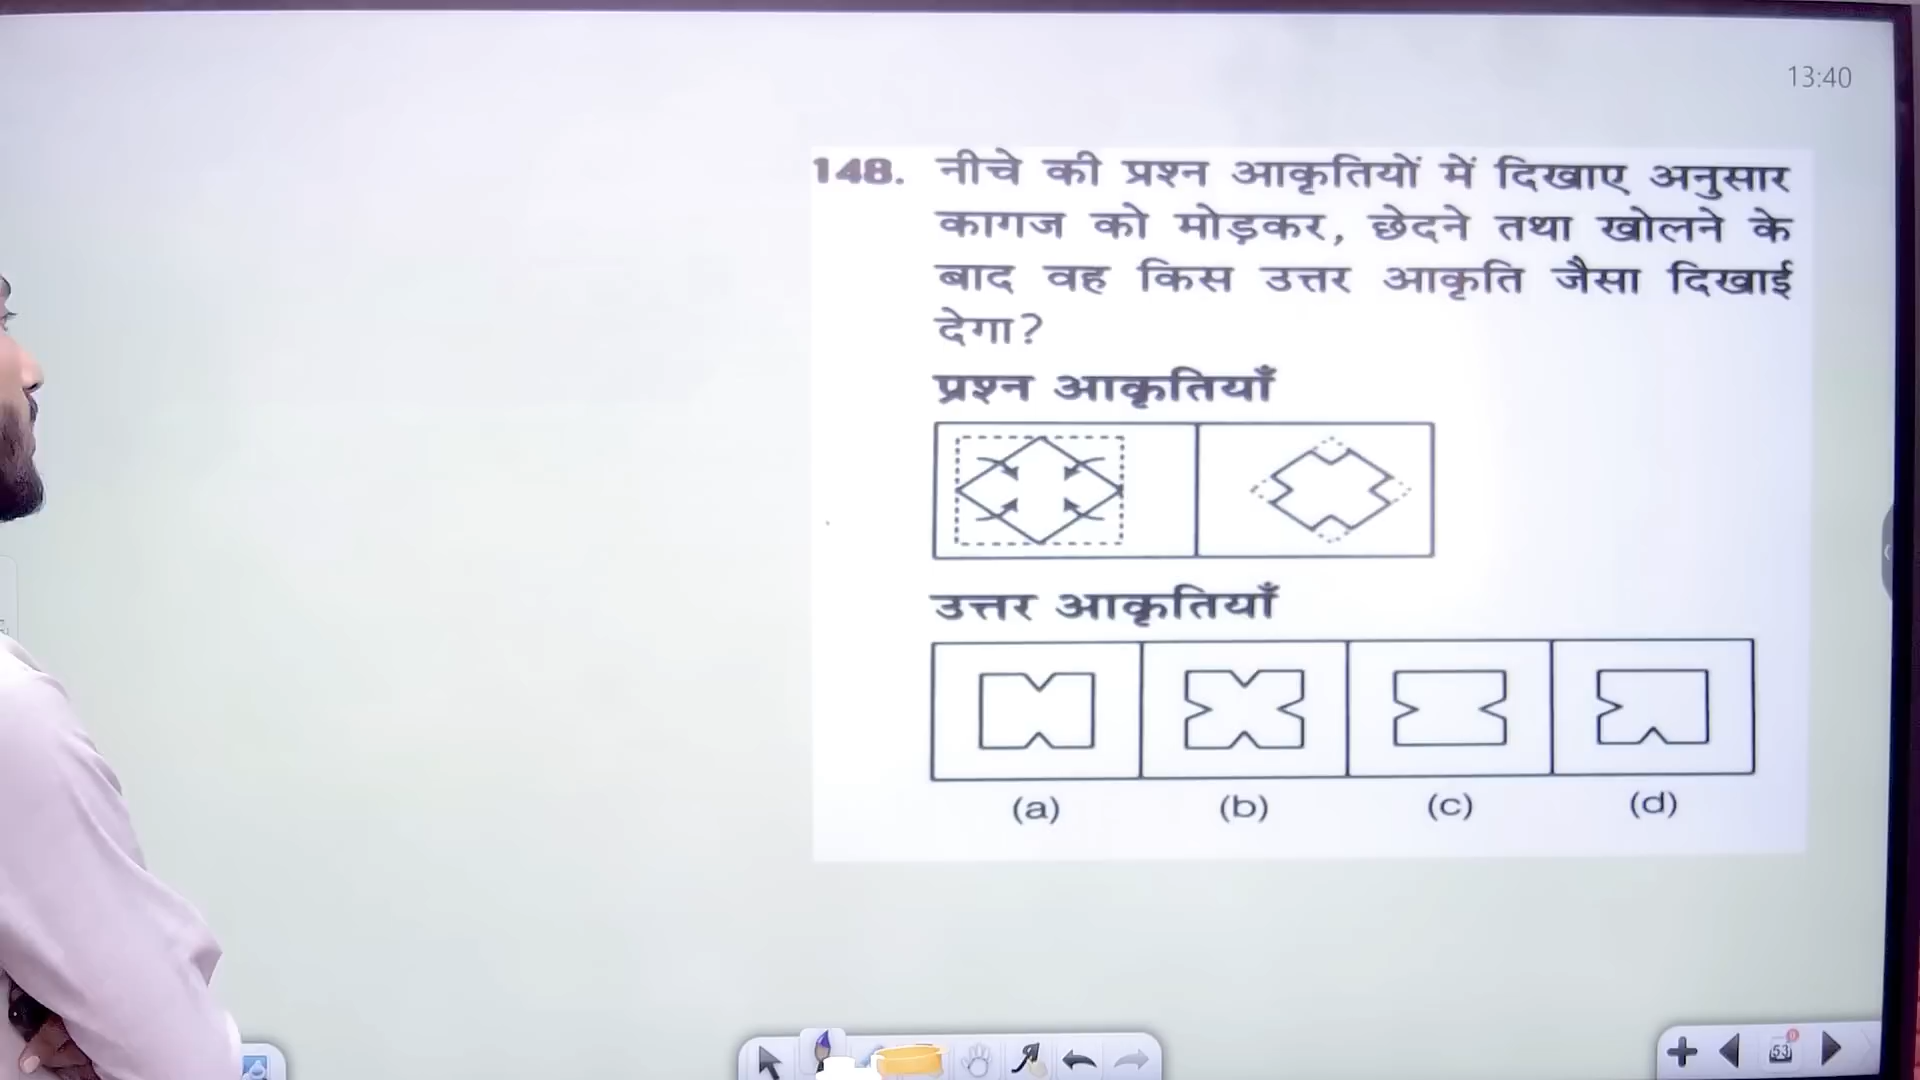 13:40
148. नीचे की प्रश्न आकृतियों में दिखाए अनुसार
कागज को मोड़कर, छेदने तथा खोलने के
बाद वह किस उत्तर आकृति जैसा दिखाई
देगा?
प्रश्न आकृतियाँ
उत्तर आकृतियाँ
(a) (b) (c) (d)
53